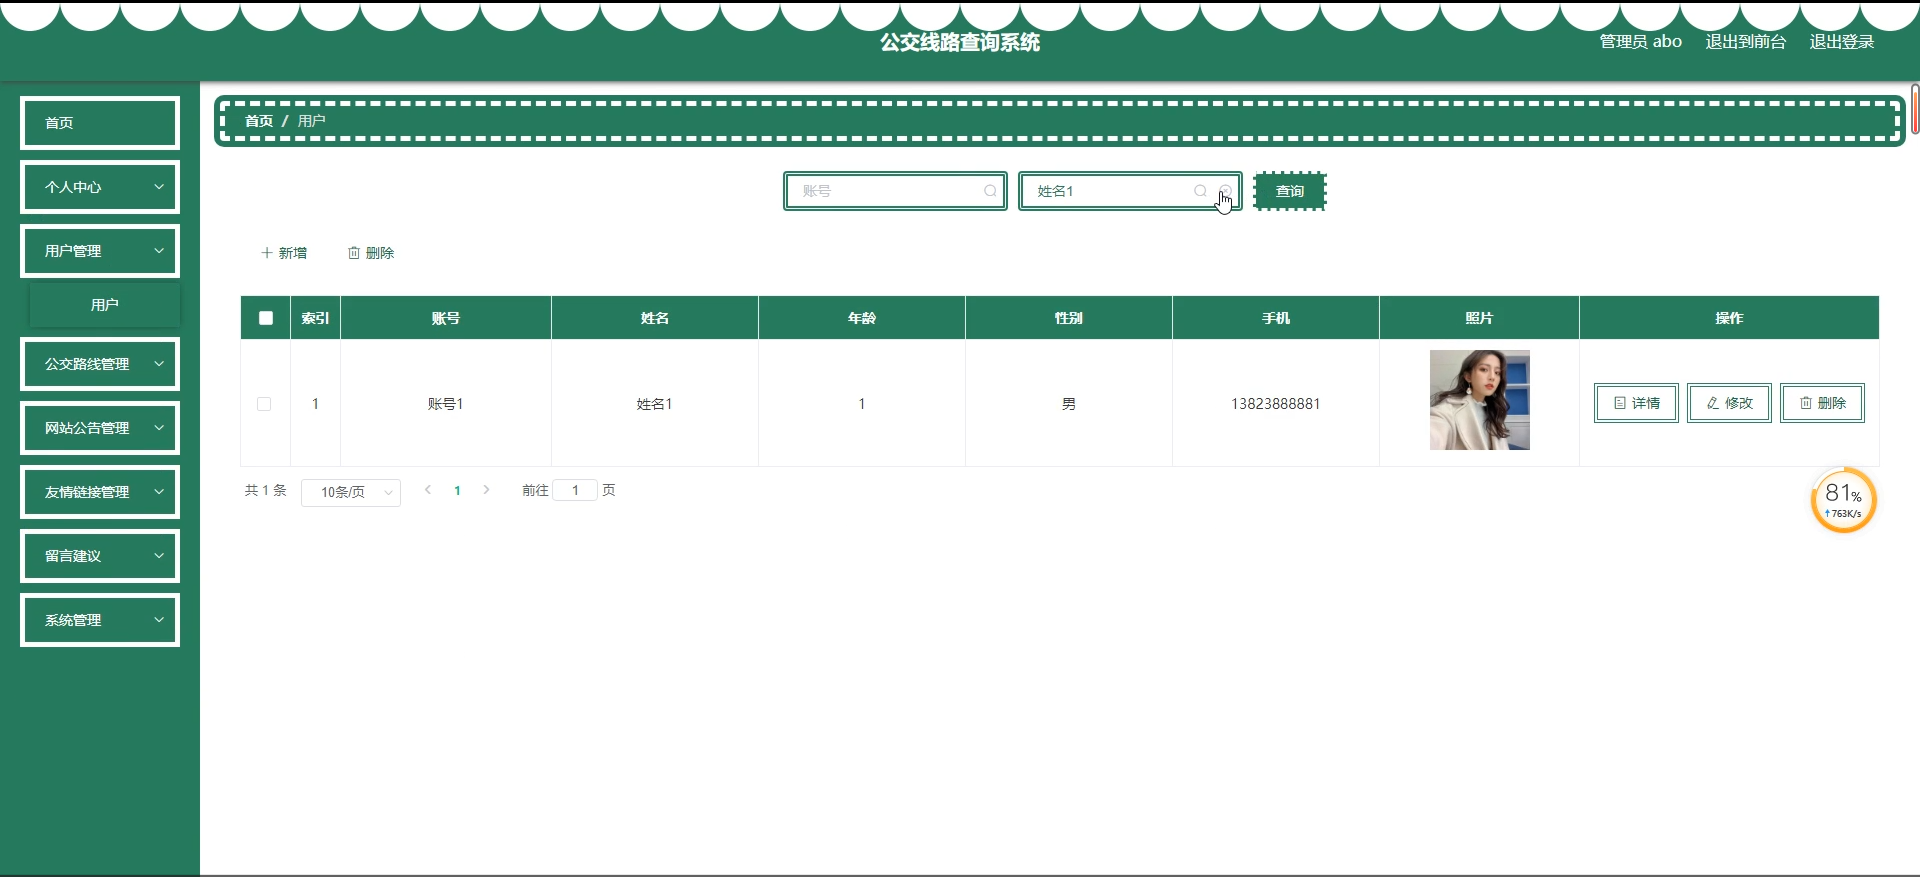 公交线路查询系统
管理员 abo 退出到前台 退出登录
首页
个人中心
用户管理
用户
公交路线管理
网站公告管理
友情链接管理
留言建议
系统管理
首页 / 用户
账号 姓名1 查询
新增 删除
索引 账号 姓名 年龄 性别 手机 照片 操作
1 账号1 姓名1 1 男 13823888881 详情 修改 删除
共 1 条 10条/页 1 前往 1 页
81%
763K/s